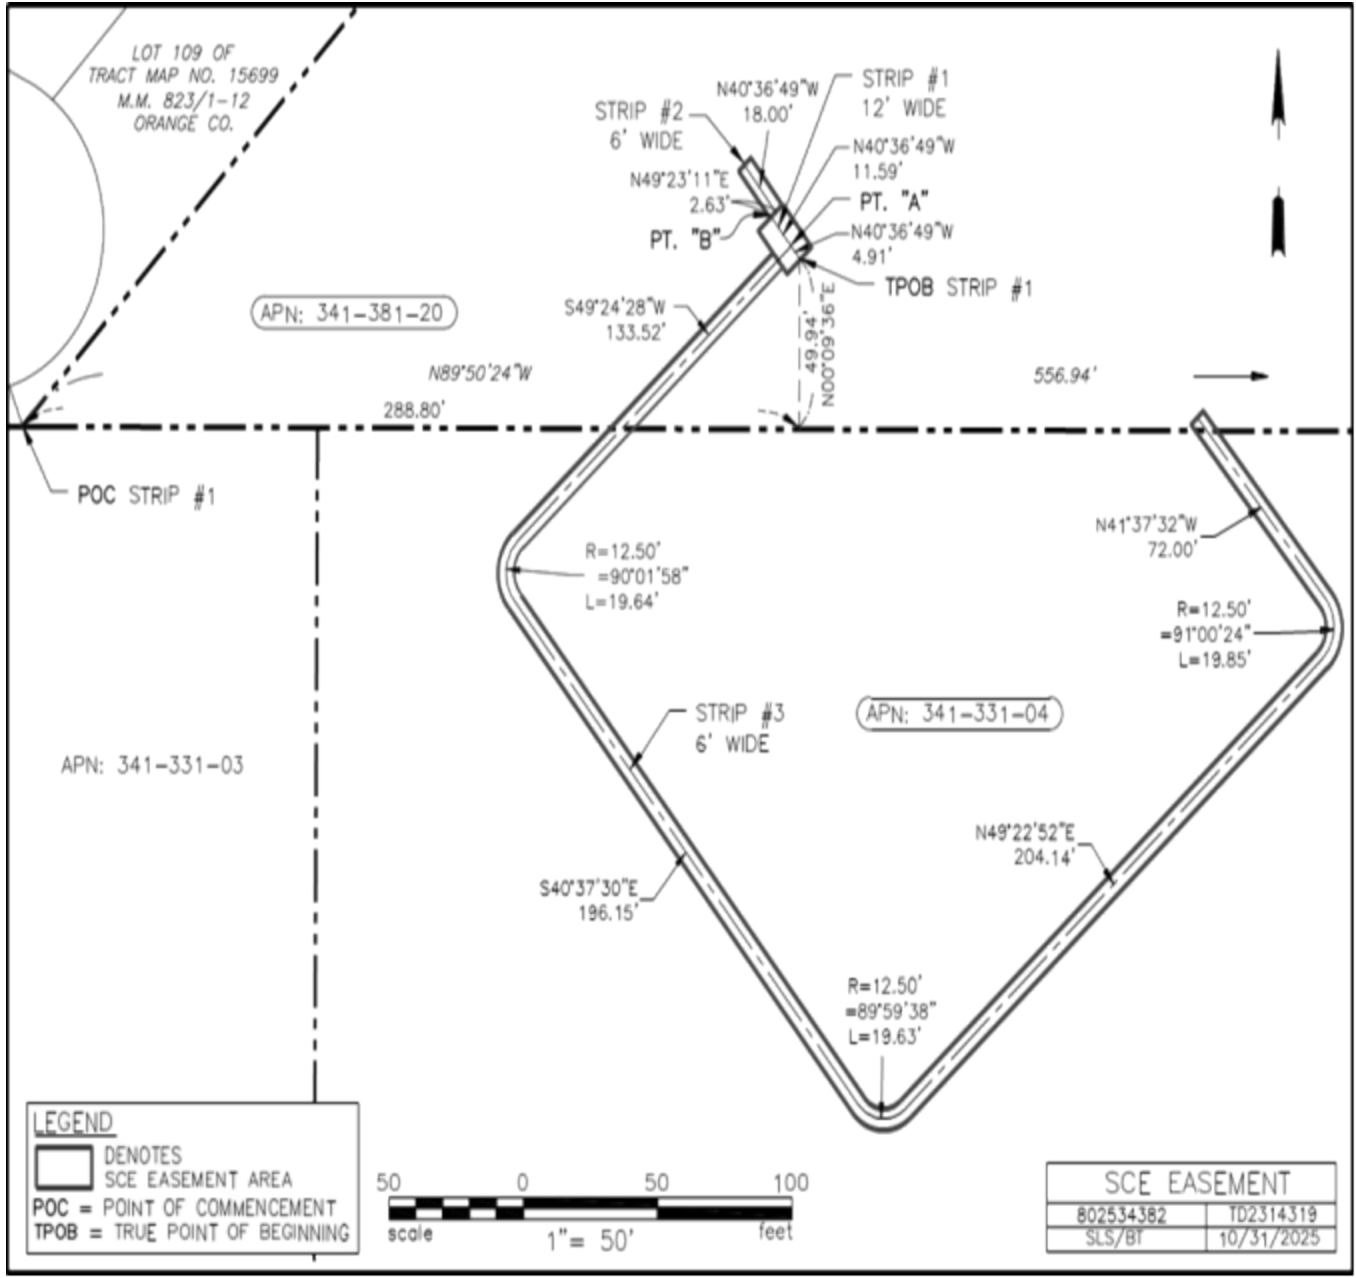 LOT 109 OF
TRACT MAP NO. 15699
M.M. 823/1-12
ORANGE CO.
STRIP #2
6' WIDE
N40°36'49"W
18.00'
STRIP #1
12' WIDE
N40°36'49"W
11.59'
N49°23'11"E
2.63'
PT. "A"
PT. "B"
N40°36'49"W
4.91'
TPOB STRIP #1
APN: 341-381-20
S49°24'28"W
133.52'
49.94'
N00°09'36"E
N89°50'24"W
288.80'
556.94'
POC STRIP #1
N41°37'32"W
72.00'
R=12.50'
=90°01'58"
L=19.64'
R=12.50'
=91°00'24"
L=19.85'
STRIP #3
6' WIDE
APN: 341-331-04
APN: 341-331-03
N49°22'52"E
204.14'
S40°37'30"E
196.15'
R=12.50'
=89°59'38"
L=19.63'
LEGEND
DENOTES
SCE EASEMENT AREA
POC = POINT OF COMMENCEMENT
TPOB = TRUE POINT OF BEGINNING
50 0 50 100
scale 1"= 50' feet
SCE EASEMENT
802534382 TD2314319
SLS/BT 10/31/2025